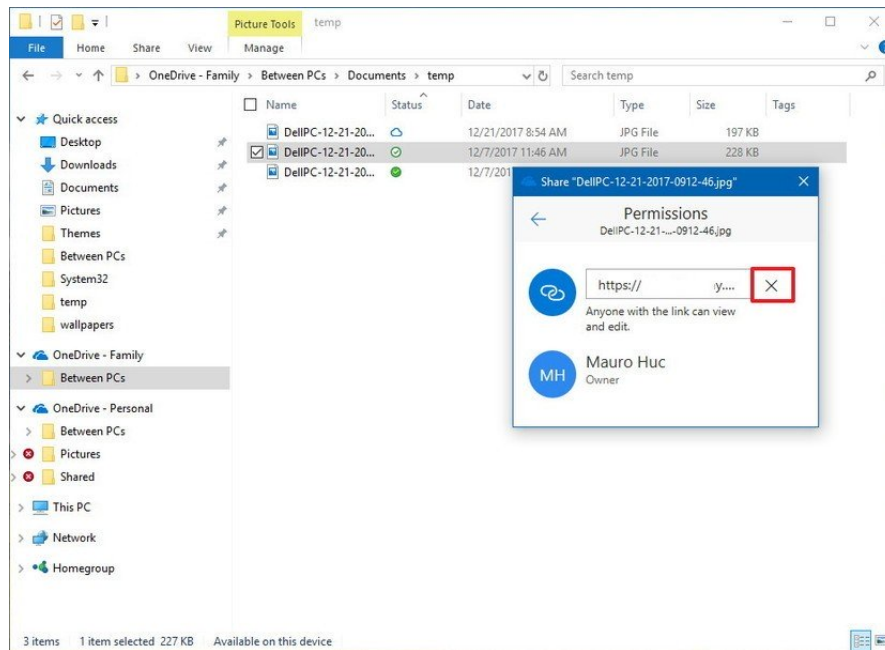 Picture Tools temp
File Home Share View Manage
OneDrive - Family Between PCs Documents temp Search temp
Name Status Date Type Size Tags
DellPC-12-21-20... 12/21/2017 8:54 AM JPG File 197 KB
DellPC-12-21-20... 12/7/2017 11:46 AM JPG File 228 KB
DellPC-12-21-20... 12/7/201
Quick access
Desktop
Downloads
Documents
Pictures
Themes
Between PCs
System32
temp
wallpapers
OneDrive - Family
Between PCs
OneDrive - Personal
Between PCs
Pictures
Shared
This PC
Network
Homegroup
Share "DellPC-12-21-2017-0912-46.jpg"
Permissions
DellPC-12-21-...-0912-46.jpg
https:// y....
Anyone with the link can view
and edit.
MH Mauro Huc
Owner
3 items 1 item selected 227 KB Available on this device